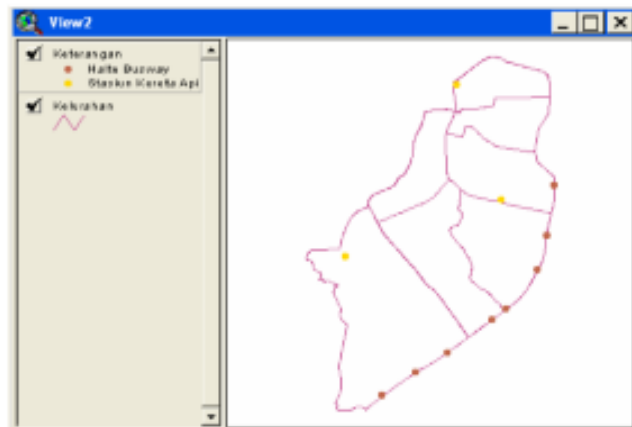 View2
Keterangan
Halte Busway
Stasiun Kereta Api
Kelurahan